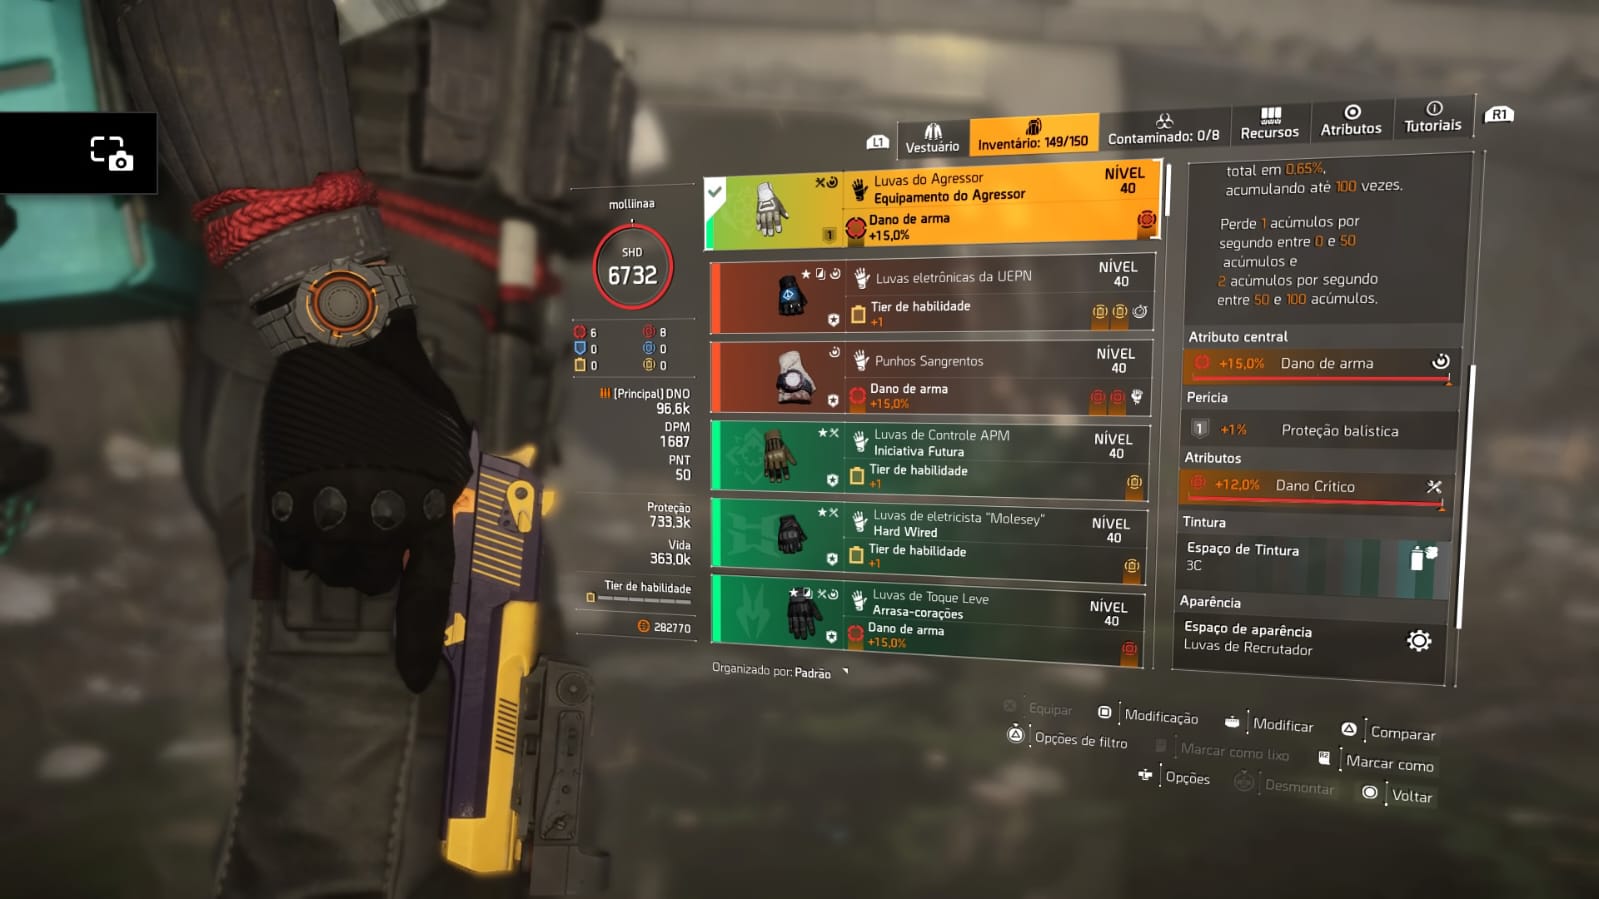 L1
Vestuário
Inventário: 149/150
Contaminado: 0/8
Recursos
Atributos
Tutoriais
R1
molliinaa
SHD
6732
6
8
0
0
0
0
[Principal] DNO
96,6k
DPM
1687
PNT
50
Proteção
733,3k
Vida
363,0k
Tier de habilidade
282770
Luvas do Agressor
Equipamento do Agressor
NÍVEL
40
1
Dano de arma
+15,0%
Luvas eletrônicas da UEPN
NÍVEL
40
Tier de habilidade
+1
Punhos Sangrentos
NÍVEL
40
Dano de arma
+15,0%
Luvas de Controle APM
Iniciativa Futura
NÍVEL
40
Tier de habilidade
+1
Luvas de eletricista "Molesey"
Hard Wired
NÍVEL
40
Tier de habilidade
+1
Luvas de Toque Leve
Arrasa-corações
NÍVEL
40
Dano de arma
+15,0%
Organizado por: Padrão
total em 0,65%,
acumulando até 100 vezes.
Perde 1 acúmulos por
segundo entre 0 e 50
acúmulos e
2 acúmulos por segundo
entre 50 e 100 acúmulos.
Atributo central
+15,0% Dano de arma
Perícia
1 +1% Proteção balística
Atributos
+12,0% Dano Crítico
Tintura
Espaço de Tintura
3C
Aparência
Espaço de aparência
Luvas de Recrutador
Equipar
Modificação
Modificar
Comparar
Opções de filtro
Marcar como lixo
R2
Marcar como
Opções
Desmontar
Voltar